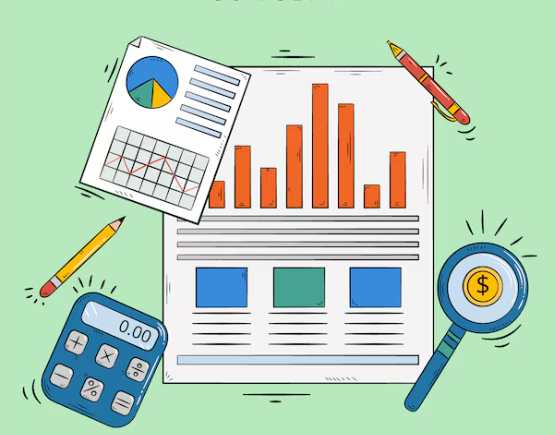 $
0.00
+ × ÷
− % =